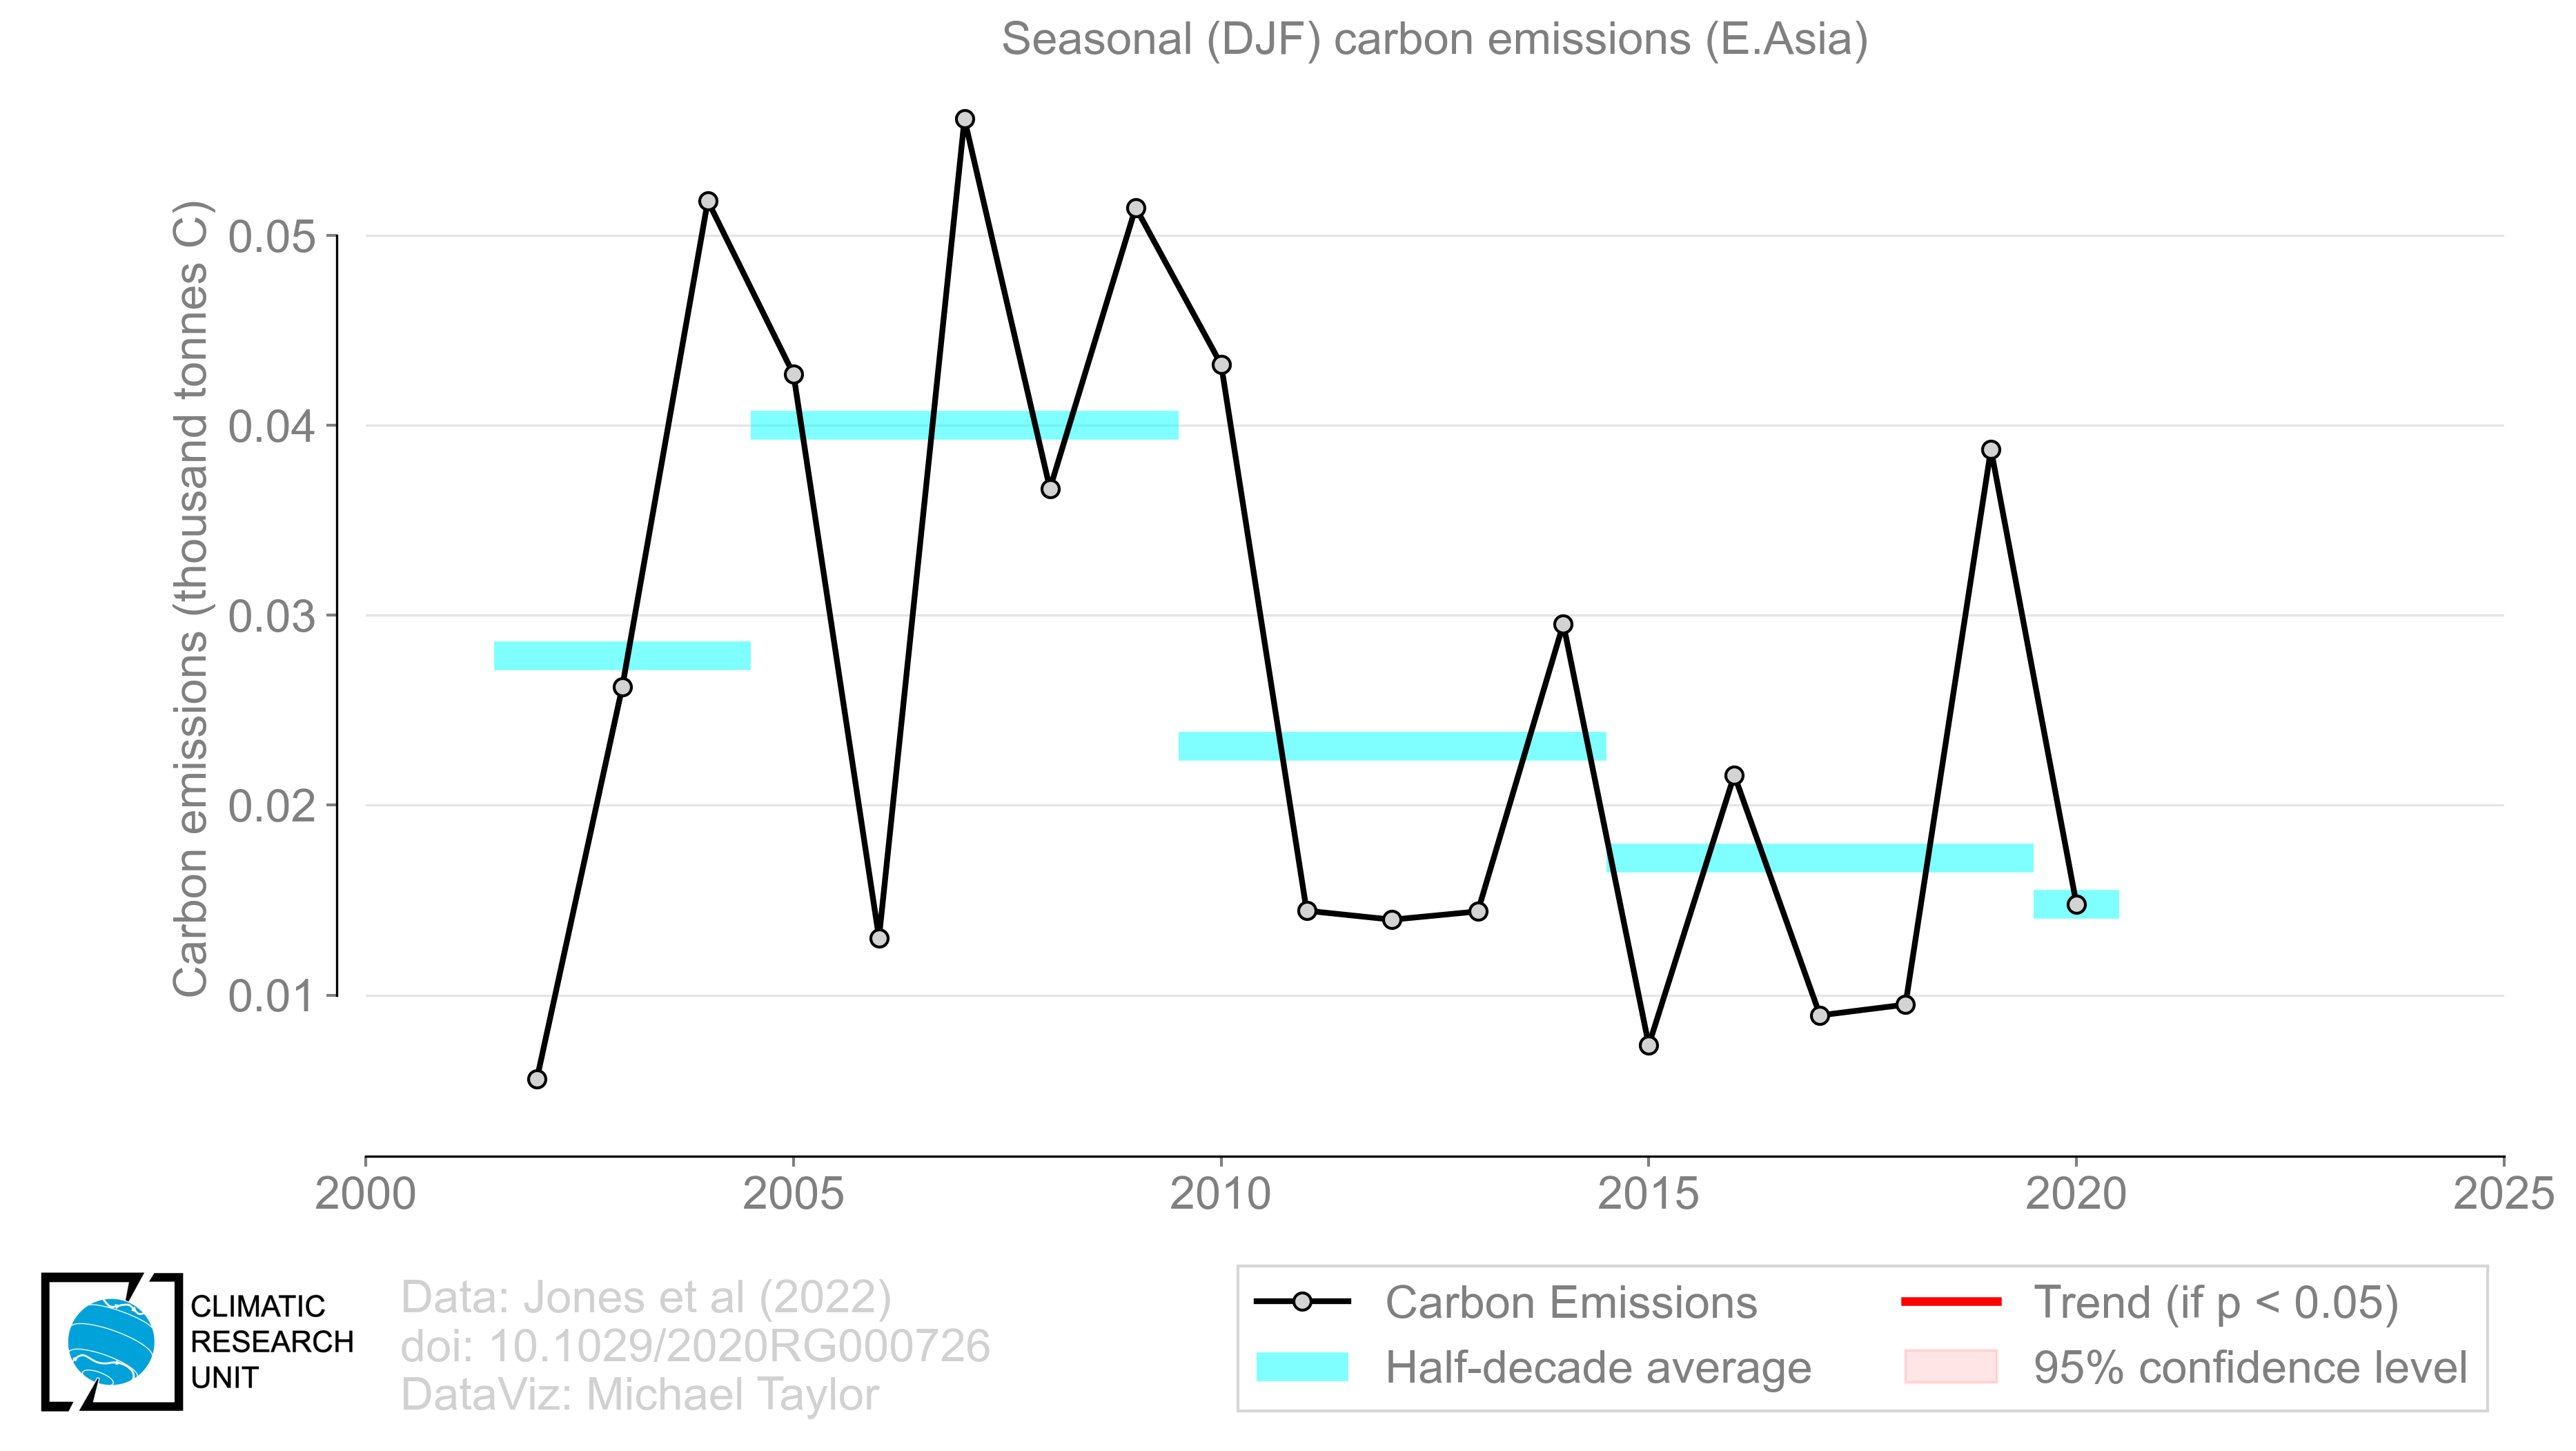 Seasonal (DJF) carbon emissions (E.Asia)
Carbon emissions (thousand tonnes C)
0.05
0.04
0.03
0.02
0.01
2000 2005 2010 2015 2020 2025
CLIMATIC
RESEARCH
UNIT
Data: Jones et al (2022)
doi: 10.1029/2020RG000726
DataViz: Michael Taylor
Carbon Emissions
Half-decade average
Trend (if p < 0.05)
95% confidence level